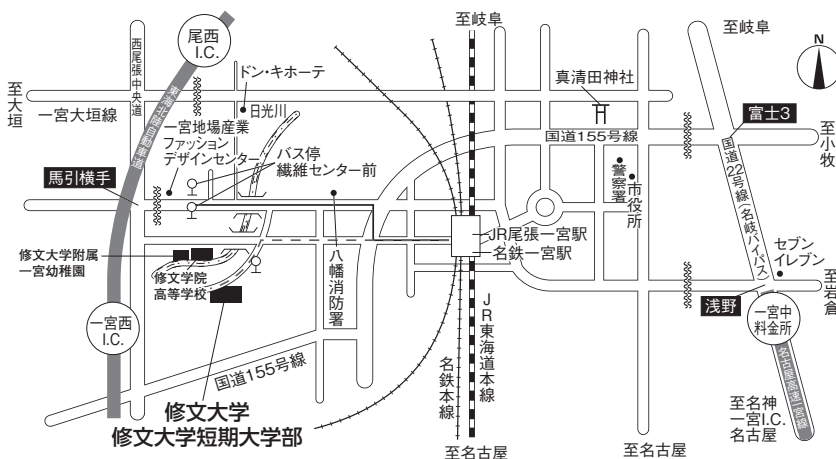 至岐阜
至岐阜
N
尾西
I.C.
西尾張中央道
東海北陸自動車道
ドン・キホーテ
真清田神社
至大垣
一宮大垣線
日光川
富士3
至小牧
一宮地場産業
ファッション
デザインセンター
国道155号線
国道22号線(名岐バイパス)
バス停
繊維センター前
馬引横手
警察署
市役所
JR尾張一宮駅
名鉄一宮駅
セブン
イレブン
修文大学附属
一宮幼稚園
修文学院
高等学校
八幡消防署
至岩倉
浅野
一宮中
料金所
一宮西
I.C.
JR東海道本線
名鉄本線
国道155号線
名古屋高速一宮線
修文大学
修文大学短期大学部
至名神
一宮I.C.
名古屋
至名古屋
至名古屋